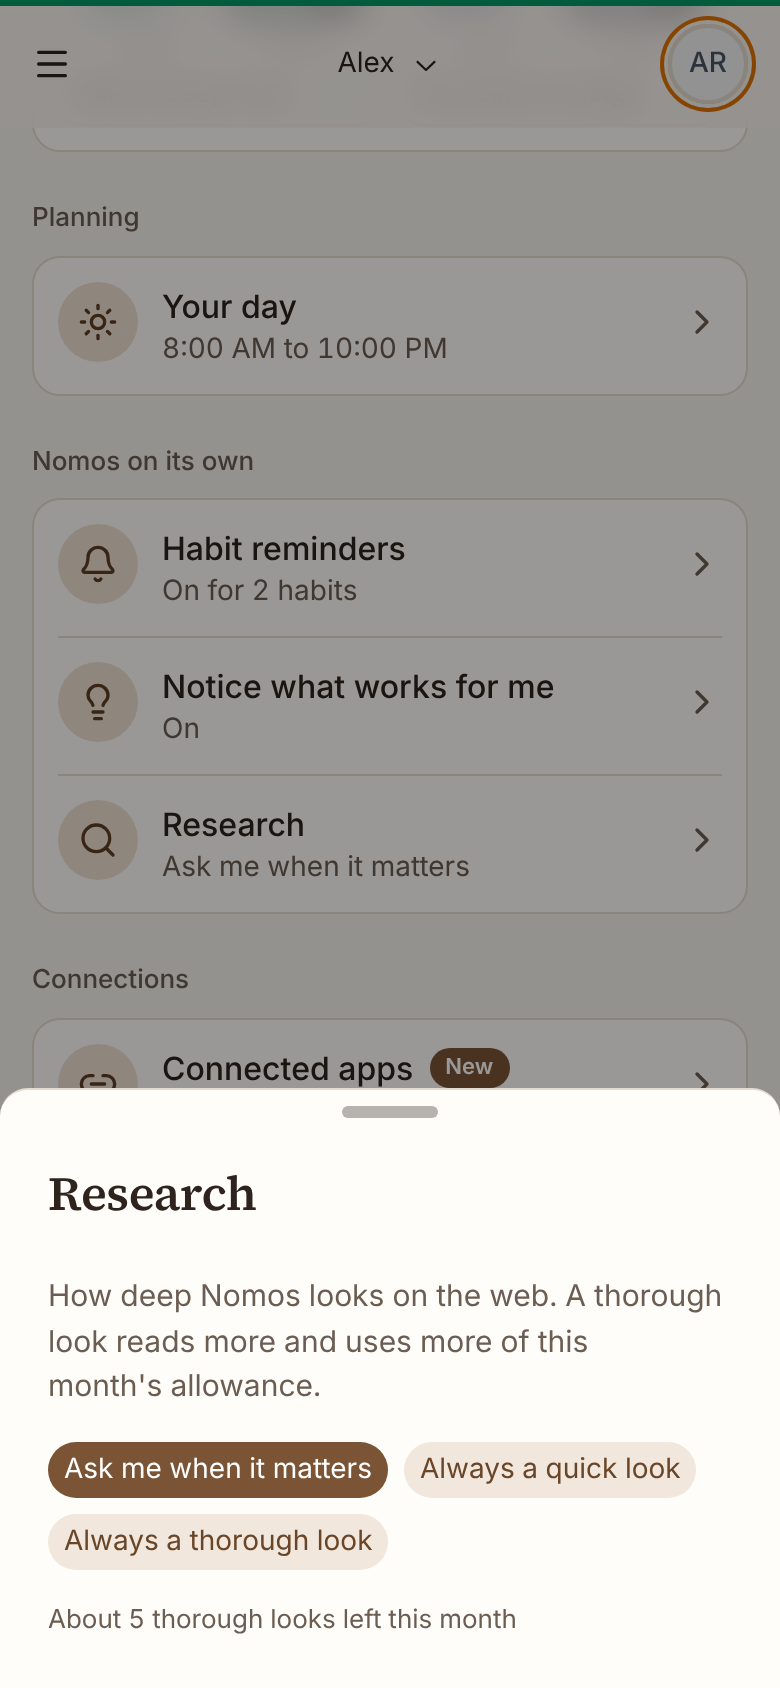 Alex
AR
Planning
Your day
8:00 AM to 10:00 PM
Nomos on its own
Habit reminders
On for 2 habits
Notice what works for me
On
Research
Ask me when it matters
Connections
Connected apps New
Research
How deep Nomos looks on the web. A thorough
look reads more and uses more of this
month's allowance.
Ask me when it matters Always a quick look
Always a thorough look
About 5 thorough looks left this month